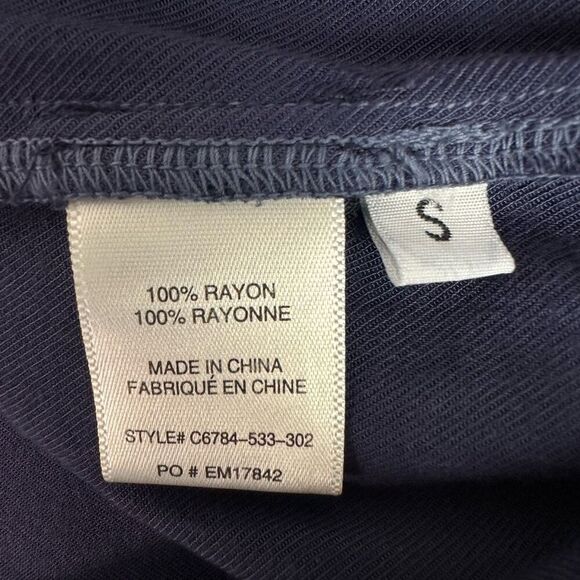 100% RAYON
100% RAYONNE
MADE IN CHINA
FABRIQUÉ EN CHINE
STYLE# C6784-533-302
PO # EM17842
S